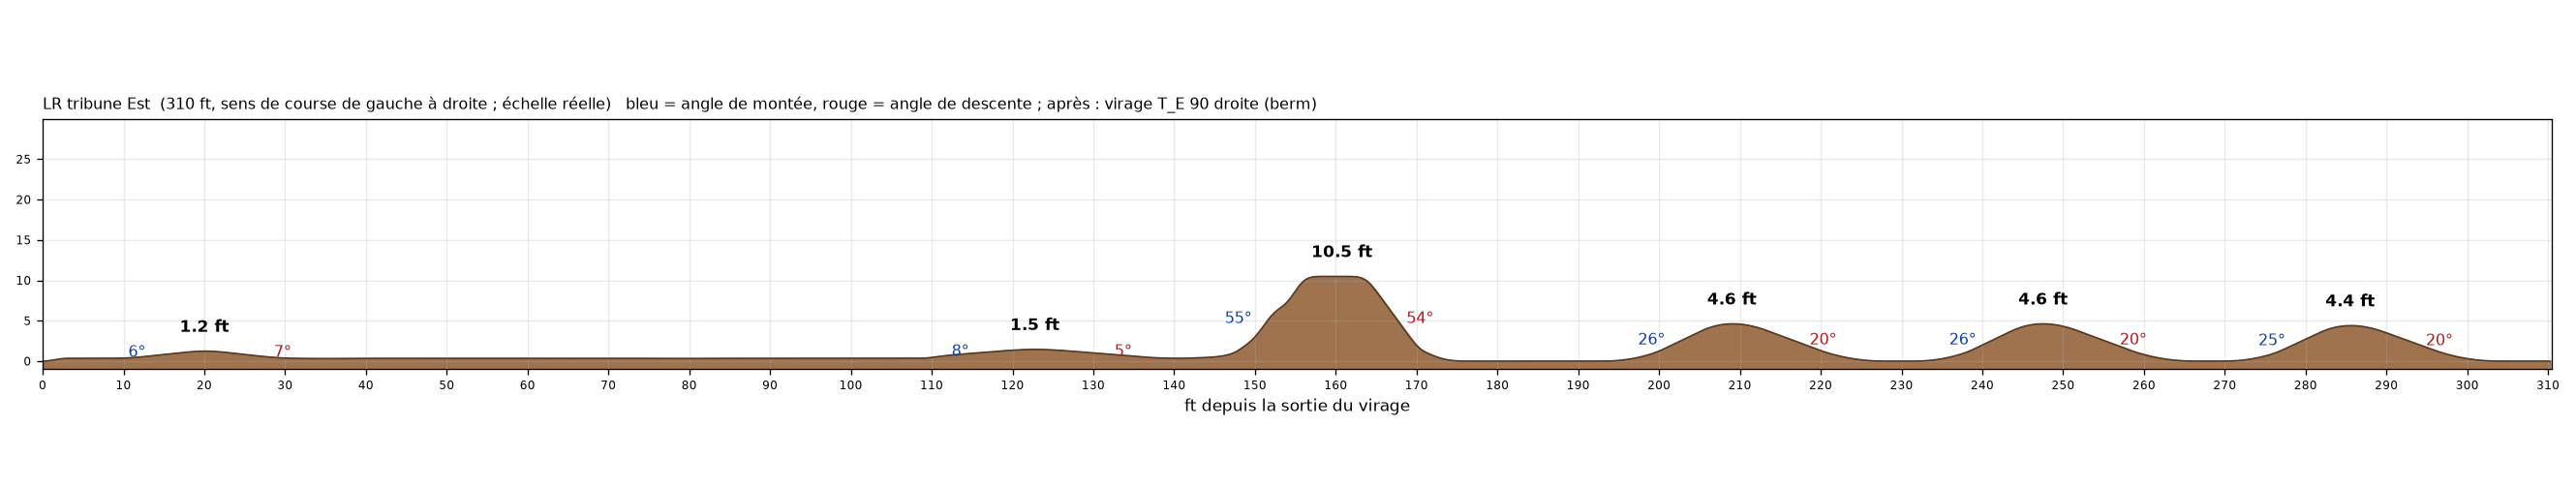 LR tribune Est  (310 ft, sens de course de gauche à droite ; échelle réelle)   bleu = angle de montée, rouge = angle de descente ; après : virage T_E 90 droite (berm)
25
20
15
10
5
0
1.2 ft
6°
7°
1.5 ft
8°
5°
10.5 ft
55°
54°
4.6 ft
26°
20°
4.6 ft
26°
20°
4.4 ft
25°
20°
0 10 20 30 40 50 60 70 80 90 100 110 120 130 140 150 160 170 180 190 200 210 220 230 240 250 260 270 280 290 300 310
ft depuis la sortie du virage